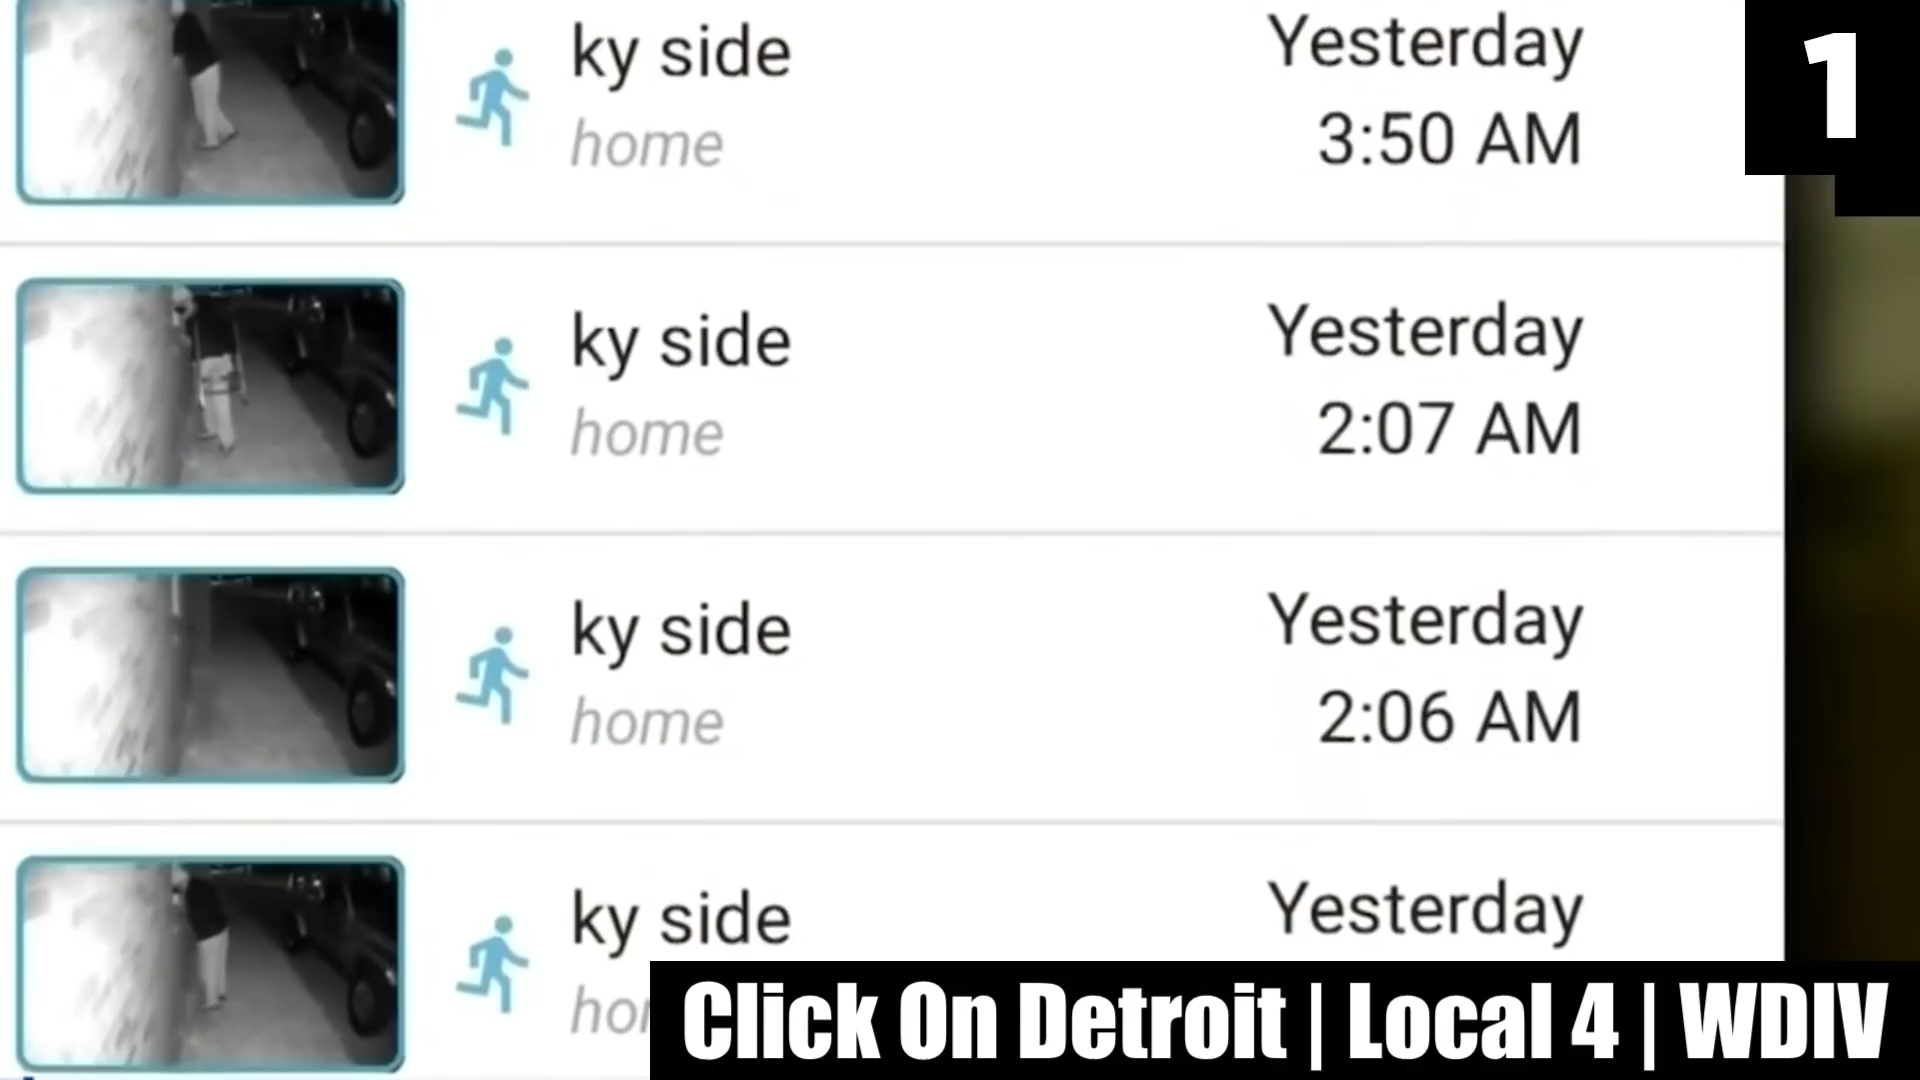 ky side
home
Yesterday
3:50 AM
1
ky side
home
Yesterday
2:07 AM
ky side
home
Yesterday
2:06 AM
ky side
Yesterday
Click On Detroit | Local 4 | WDIV